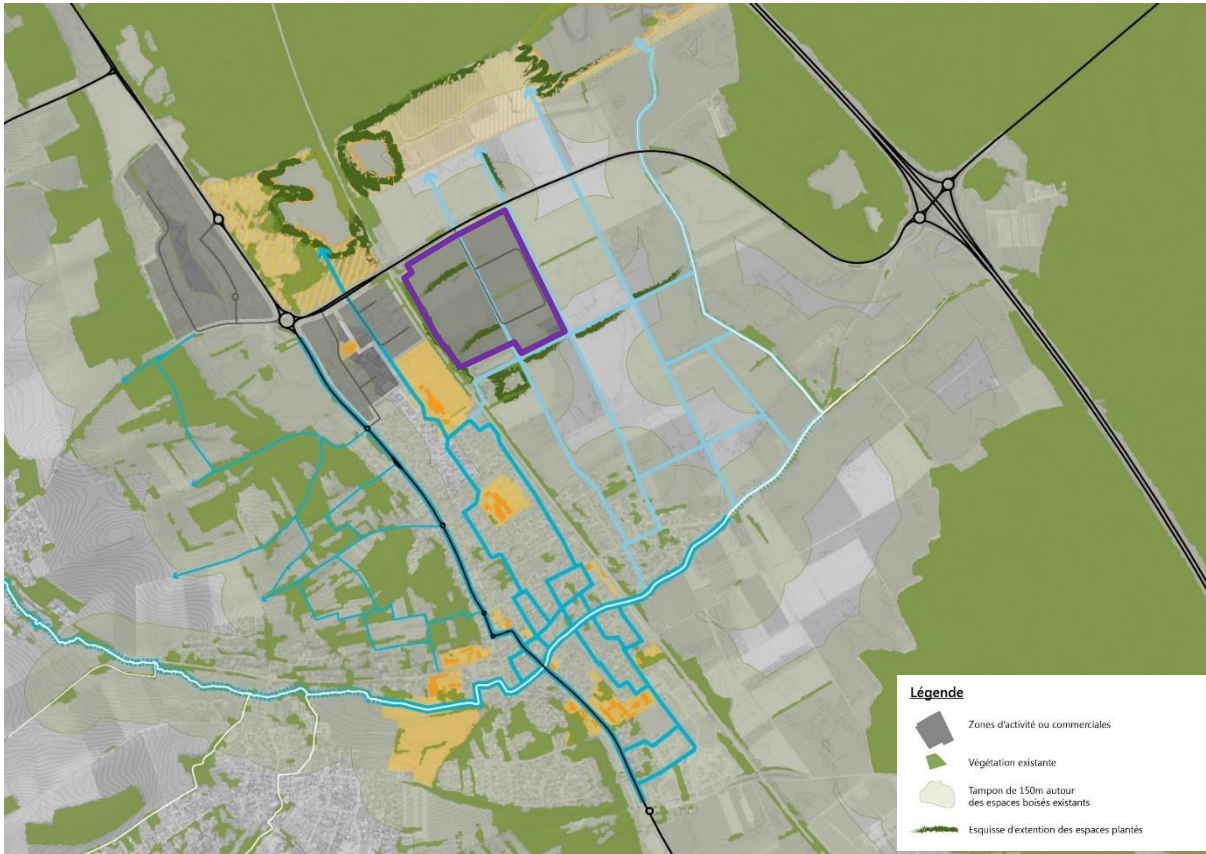 Légende
Zones d'activité ou commerciales
Végétation existante
Tampon de 150m autour
des espaces boisés existants
Esquisse d'extention des espaces plantés